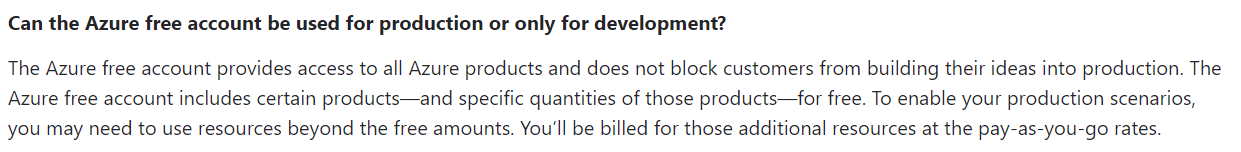 Can the Azure free account be used for production or only for development?
The Azure free account provides access to all Azure products and does not block customers from building their ideas into production. The
Azure free account includes certain products—and specific quantities of those products—for free. To enable your production scenarios,
you may need to use resources beyond the free amounts. You’ll be billed for those additional resources at the pay-as-you-go rates.